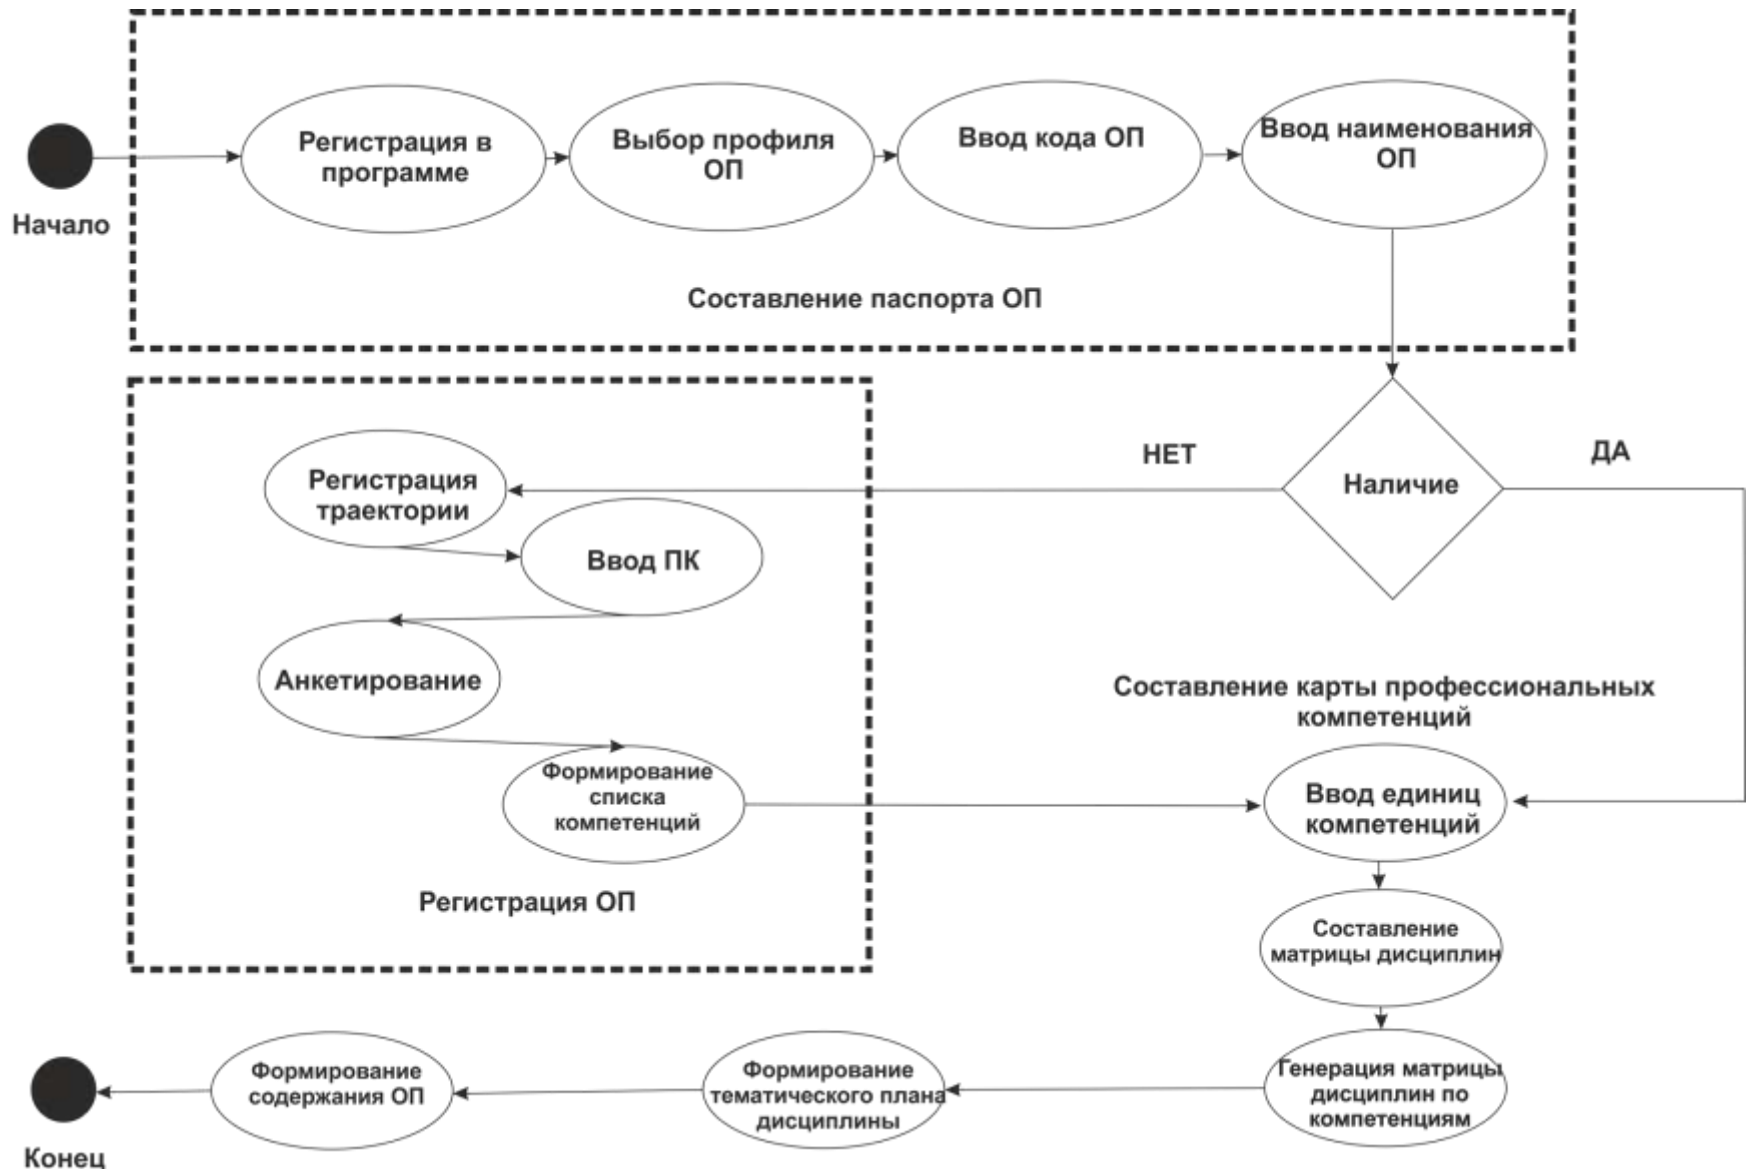 Регистрация в
программе
Выбор профиля
ОП
Ввод кода ОП
Ввод наименования
ОП
Начало
Составление паспорта ОП
НЕТ
ДА
Наличие
Регистрация
траектории
Ввод ПК
Анкетирование
Формирование
списка
компетенций
Регистрация ОП
Составление карты профессиональных
компетенций
Ввод единиц
компетенций
Составление
матрицы дисциплин
Генерация матрицы
дисциплин по
компетенциям
Формирование
тематического плана
дисциплины
Формирование
содержания ОП
Конец